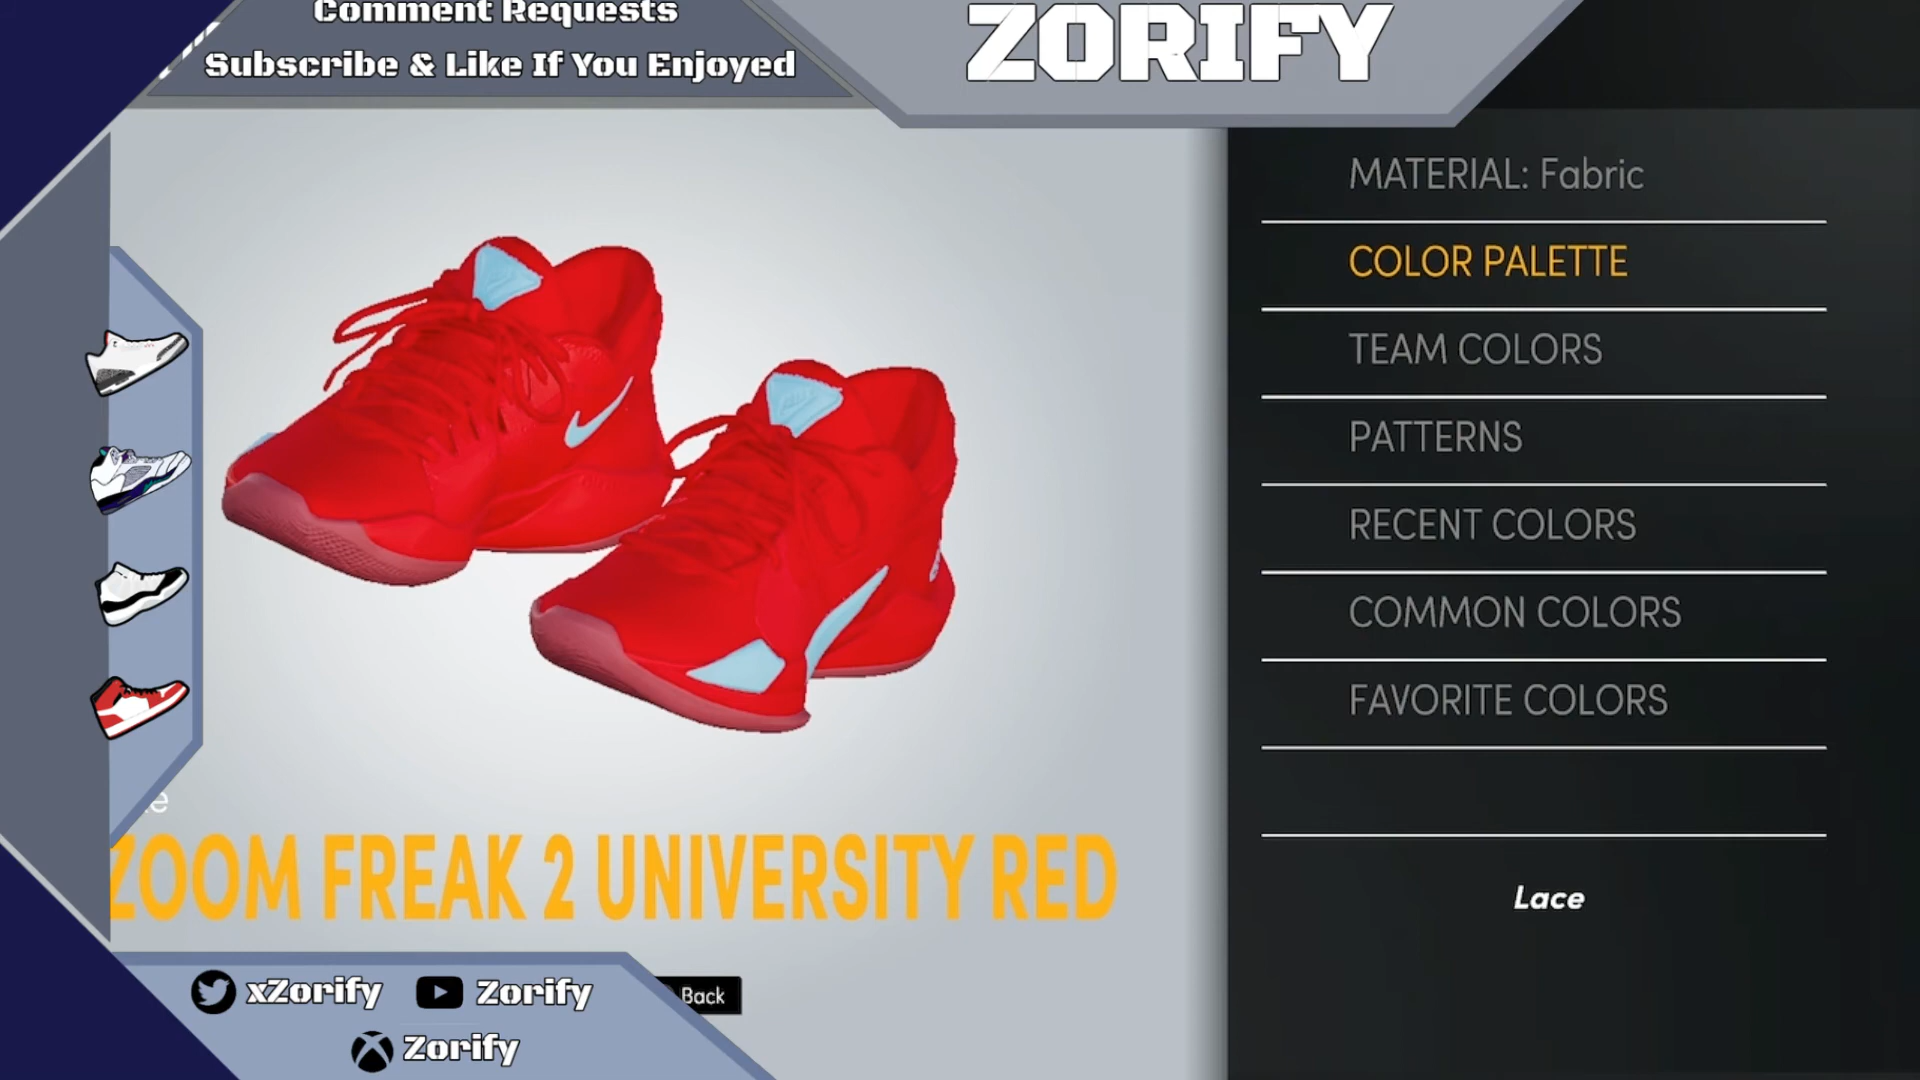 Comment Requests
Subscribe & Like If You Enjoyed
ZORIFY
MATERIAL: Fabric
COLOR PALETTE
TEAM COLORS
PATTERNS
RECENT COLORS
COMMON COLORS
FAVORITE COLORS
Lace
ZOOM FREAK 2 UNIVERSITY RED
Back
xZorify
Zorify
Zorify